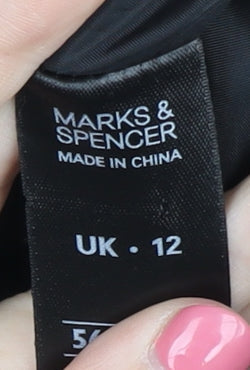 MARKS &
SPENCER
MADE IN CHINA
UK • 12